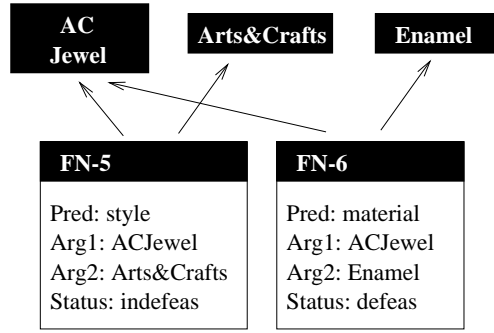 AC
Jewel
Arts&Crafts
Enamel
FN-5
Pred: style
Arg1: ACJewel
Arg2: Arts&Crafts
Status: indefeas
FN-6
Pred: material
Arg1: ACJewel
Arg2: Enamel
Status: defeas